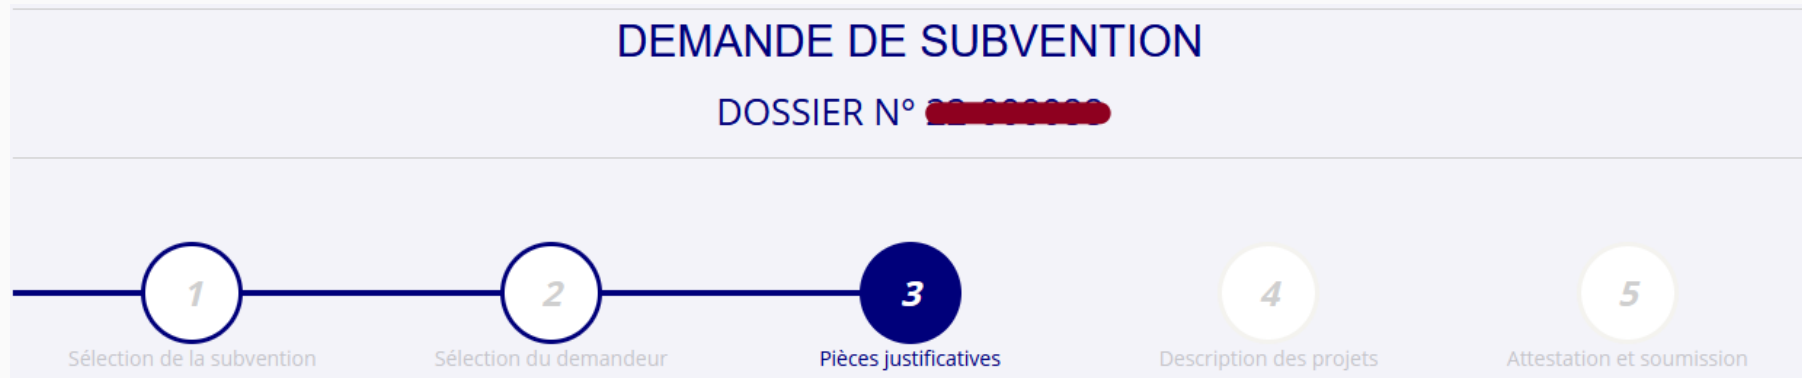 DEMANDE DE SUBVENTION
DOSSIER N°
1 2 3 4 5
Sélection de la subvention Sélection du demandeur Pièces justificatives Description des projets Attestation et soumission